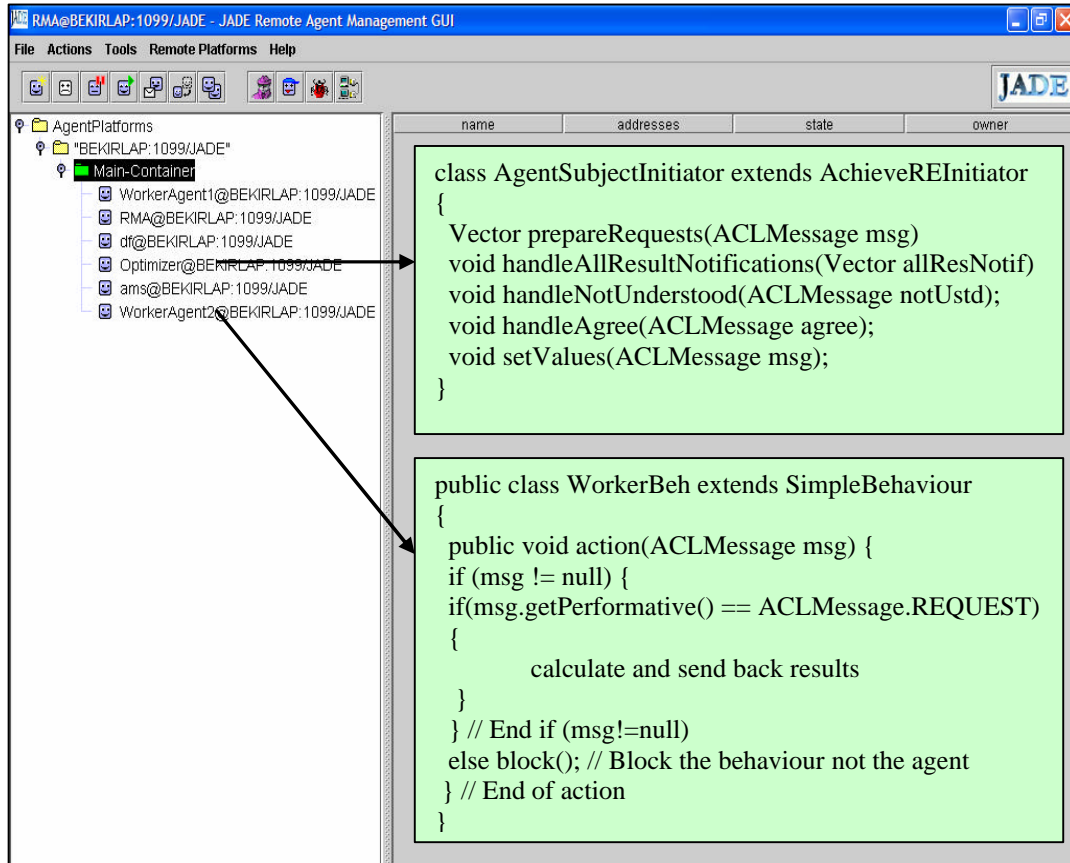 RMA@BEKIRLAP:1099/JADE - JADE Remote Agent Management GUI
File Actions Tools Remote Platforms Help
JADE
AgentPlatforms
"BEKIRLAP:1099/JADE"
Main-Container
WorkerAgent1@BEKIRLAP:1099/JADE
RMA@BEKIRLAP:1099/JADE
df@BEKIRLAP:1099/JADE
Optimizer@BEKIRLAP:1099/JADE
ams@BEKIRLAP:1099/JADE
WorkerAgent2@BEKIRLAP:1099/JADE
name addresses state owner
class AgentSubjectInitiator extends AchieveREInitiator
{
Vector prepareRequests(ACLMessage msg)
void handleAllResultNotifications(Vector allResNotif)
void handleNotUnderstood(ACLMessage notUstd);
void handleAgree(ACLMessage agree);
void setValues(ACLMessage msg);
}
public class WorkerBeh extends SimpleBehaviour
{
public void action(ACLMessage msg) {
if (msg != null) {
if(msg.getPerformative() == ACLMessage.REQUEST)
{
calculate and send back results
}
} // End if (msg!=null)
else block(); // Block the behaviour not the agent
} // End of action
}